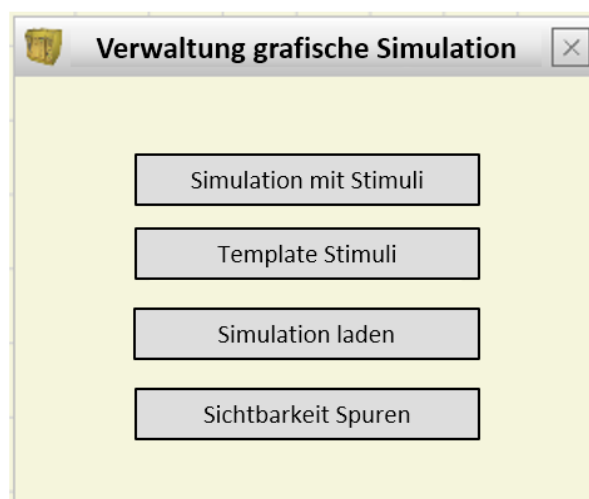 Verwaltung grafische Simulation
Simulation mit Stimuli
Template Stimuli
Simulation laden
Sichtbarkeit Spuren